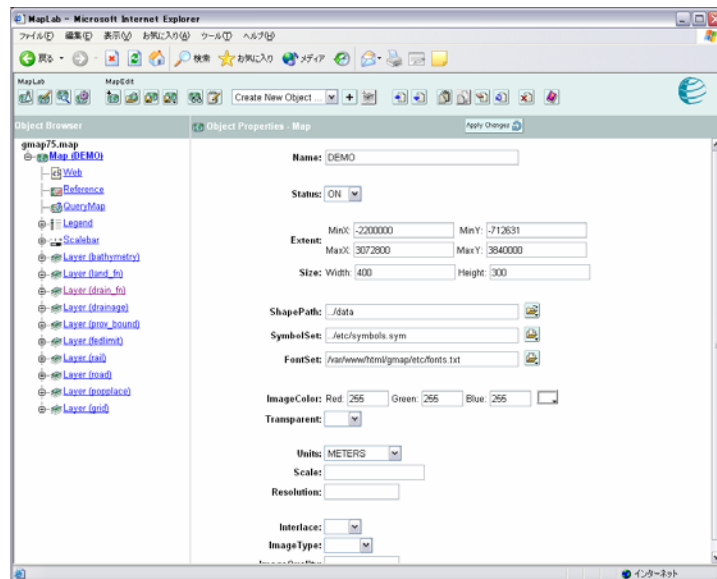 MapLab - Microsoft Internet Explorer
ファイル(F) 編集(E) 表示(V) お気に入り(A) ツール(T) ヘルプ(H)
戻る 検索 お気に入り メディア
MapLab MapEdit
Create New Object ...
Object Browser
Object Properties - Map
Apply Changes
gmap75.map
Map (DEMO)
Web
Reference
QueryMap
Legend
Scalebar
Layer (bathymetry)
Layer (land_fn)
Layer (drain_fn)
Layer (drainage)
Layer (prov_bound)
Layer (fedlimit)
Layer (rail)
Layer (road)
Layer (popplace)
Layer (grid)
Name: DEMO
Status: ON
Extent: MinX: -2200000 MinY: -712631
MaxX: 3072800 MaxY: 3840000
Size: Width: 400 Height: 300
ShapePath: ../data
SymbolSet: ../etc/symbols.sym
FontSet: /var/www/html/gmap/etc/fonts.txt
ImageColor: Red: 255 Green: 255 Blue: 255
Transparent:
Units: METERS
Scale:
Resolution:
Interlace:
ImageType:
インターネット